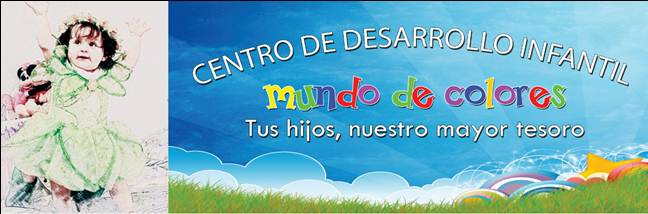 CENTRO DE DESARROLLO INFANTIL
mundo de colores
Tus hijos, nuestro mayor tesoro